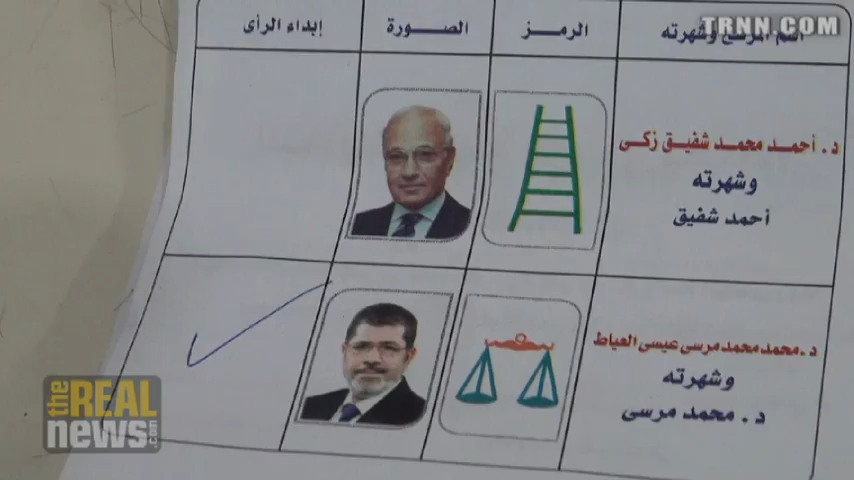 TRNN.COM
اسم المرشح وشهرته
الرمز
الصورة
إبداء الرأى
د. أحمد محمد شفيق زكى
وشهرته
أحمد شفيق
د. محمد محمد مرسى عيسى العياط
وشهرته
د. محمد مرسى
the REAL
news.com